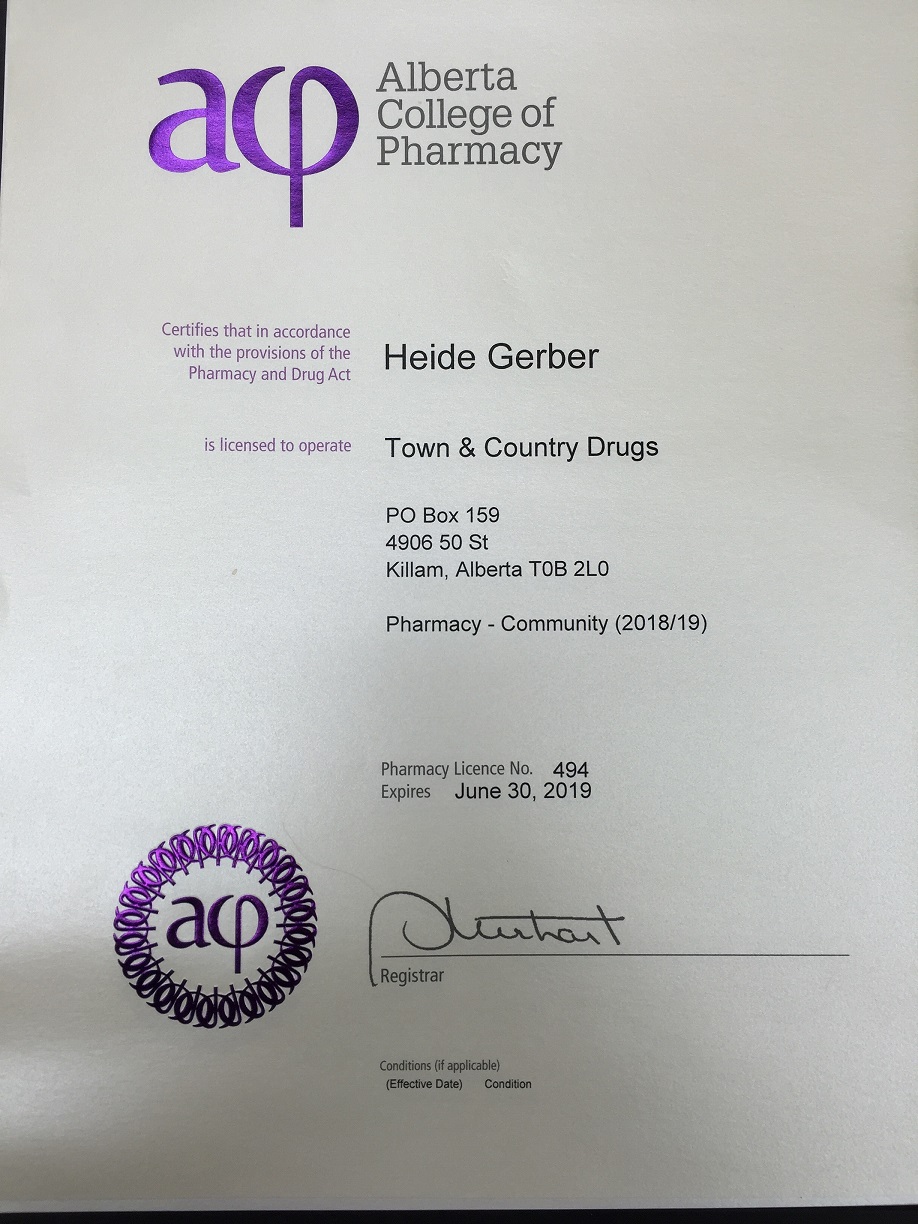 acp
Alberta
College of
Pharmacy
Certifies that in accordance
with the provisions of the
Pharmacy and Drug Act
Heide Gerber
is licensed to operate
Town & Country Drugs
PO Box 159
4906 50 St
Killam, Alberta T0B 2L0
Pharmacy - Community (2018/19)
Pharmacy Licence No. 494
Expires June 30, 2019
acp
Registrar
Conditions (if applicable)
(Effective Date) Condition